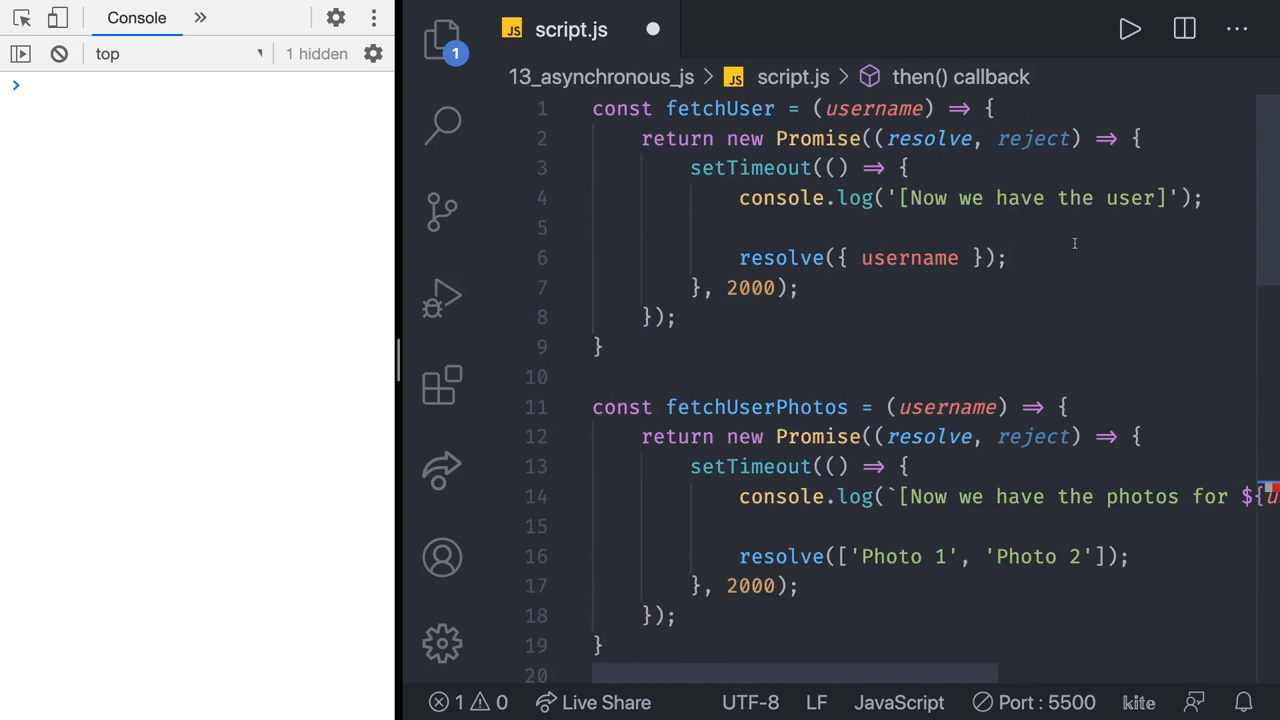 Console
top
1 hidden
1
JS script.js
13_asynchronous_js > JS script.js > then() callback
1 const fetchUser = (username) => {
2 return new Promise((resolve, reject) => {
3 setTimeout(() => {
4 console.log('[Now we have the user]');
5
6 resolve({ username });
7 }, 2000);
8 });
9 }
10
11 const fetchUserPhotos = (username) => {
12 return new Promise((resolve, reject) => {
13 setTimeout(() => {
14 console.log(`[Now we have the photos for ${u
15
16 resolve(['Photo 1', 'Photo 2']);
17 }, 2000);
18 });
19 }
20
1 0 Live Share UTF-8 LF JavaScript Port : 5500 kite